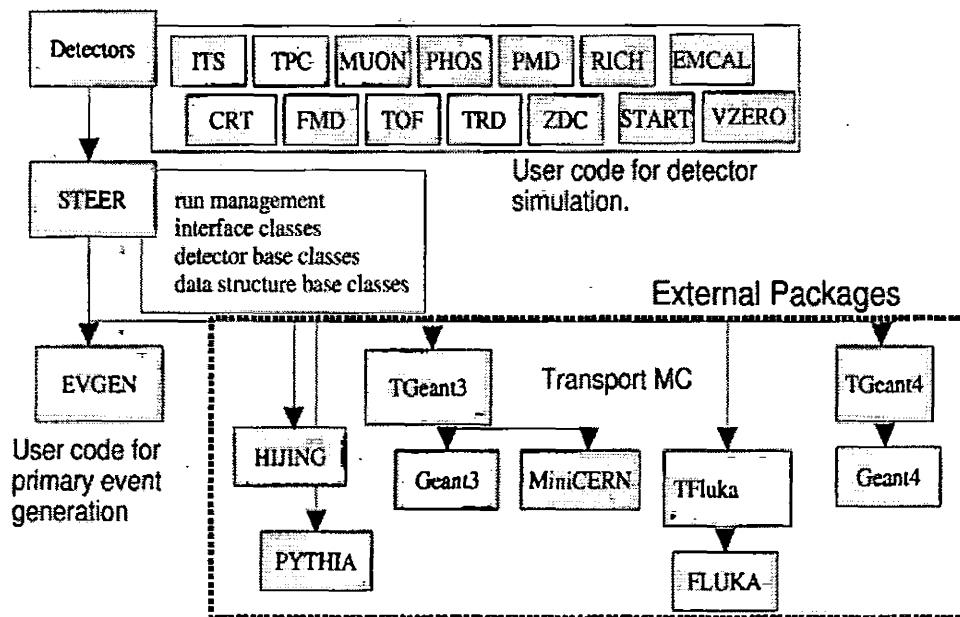 Detectors
ITS TPC MUON PHOS PMD RICH EMCAL
CRT FMD TOF TRD ZDC START VZERO
User code for detector
simulation.
STEER
run management
interface classes
detector base classes
data structure base classes
External Packages
EVGEN
TGeant3
Transport MC
TGeant4
User code for
primary event
generation
HIJING
Geant3
MiniCERN
TFluka
Geant4
PYTHIA
FLUKA